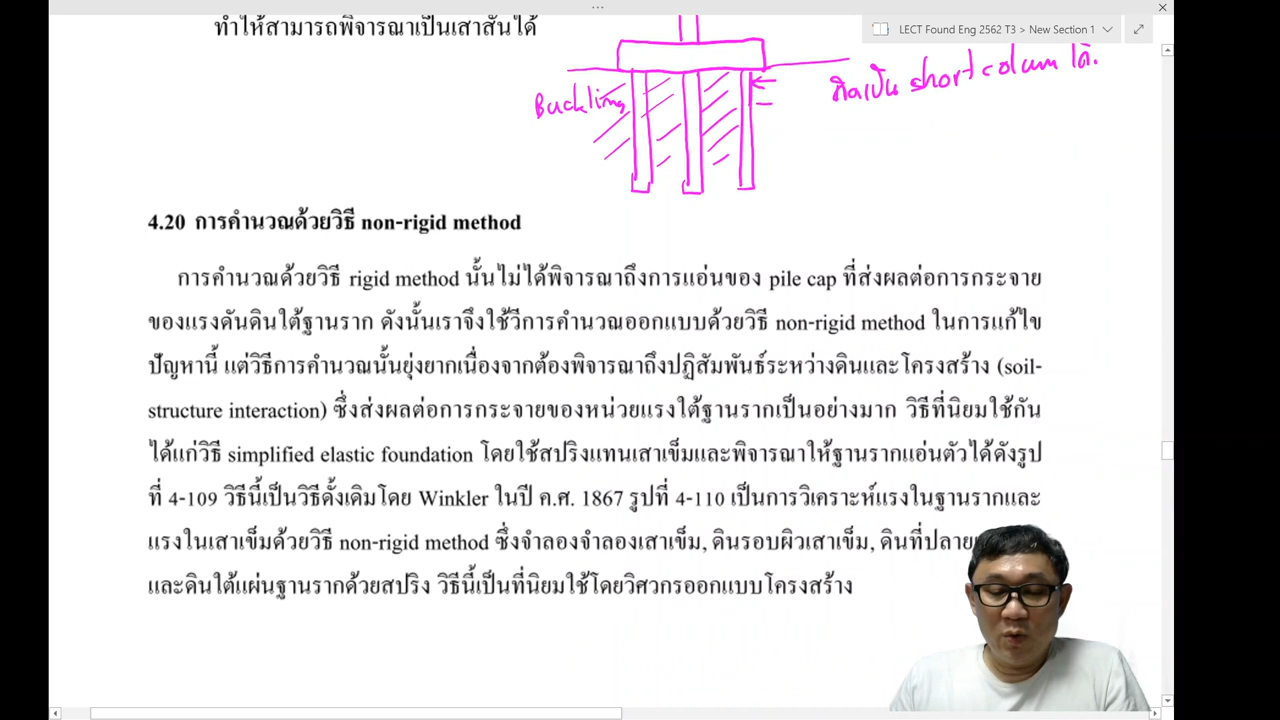 ทำให้สามารถพิจารณาเป็นเสาสั้นได้
LECT Found Eng 2562 T3 > New Section 1
Buckling
คิดเป็น short colum ได้.
4.20 การคำนวณด้วยวิธี non-rigid method
การคำนวณด้วยวิธี rigid method นั้นไม่ได้พิจารณาถึงการแอ่นของ pile cap ที่ส่งผลต่อการกระจาย
ของแรงดันดินใต้ฐานราก ดังนั้นเราจึงใช้วีการคำนวณออกแบบด้วยวิธี non-rigid method ในการแก้ไข
ปัญหานี้ แต่วิธีการคำนวณนั้นยุ่งยากเนื่องจากต้องพิจารณาถึงปฏิสัมพันธ์ระหว่างดินและโครงสร้าง (soil-
structure interaction) ซึ่งส่งผลต่อการกระจายของหน่วยแรงใต้ฐานรากเป็นอย่างมาก วิธีที่นิยมใช้กัน
ได้แก่วิธี simplified elastic foundation โดยใช้สปริงแทนเสาเข็มและพิจารณาให้ฐานรากแอ่นตัวได้ดังรูป
ที่ 4-109 วิธีนี้เป็นวิธีดั้งเดิมโดย Winkler ในปี ค.ศ. 1867 รูปที่ 4-110 เป็นการวิเคราะห์แรงในฐานรากและ
แรงในเสาเข็มด้วยวิธี non-rigid method ซึ่งจำลองจำลองเสาเข็ม, ดินรอบผิวเสาเข็ม, ดินที่ปลาย
และดินใต้แผ่นฐานรากด้วยสปริง วิธีนี้เป็นที่นิยมใช้โดยวิศวกรออกแบบโครงสร้าง